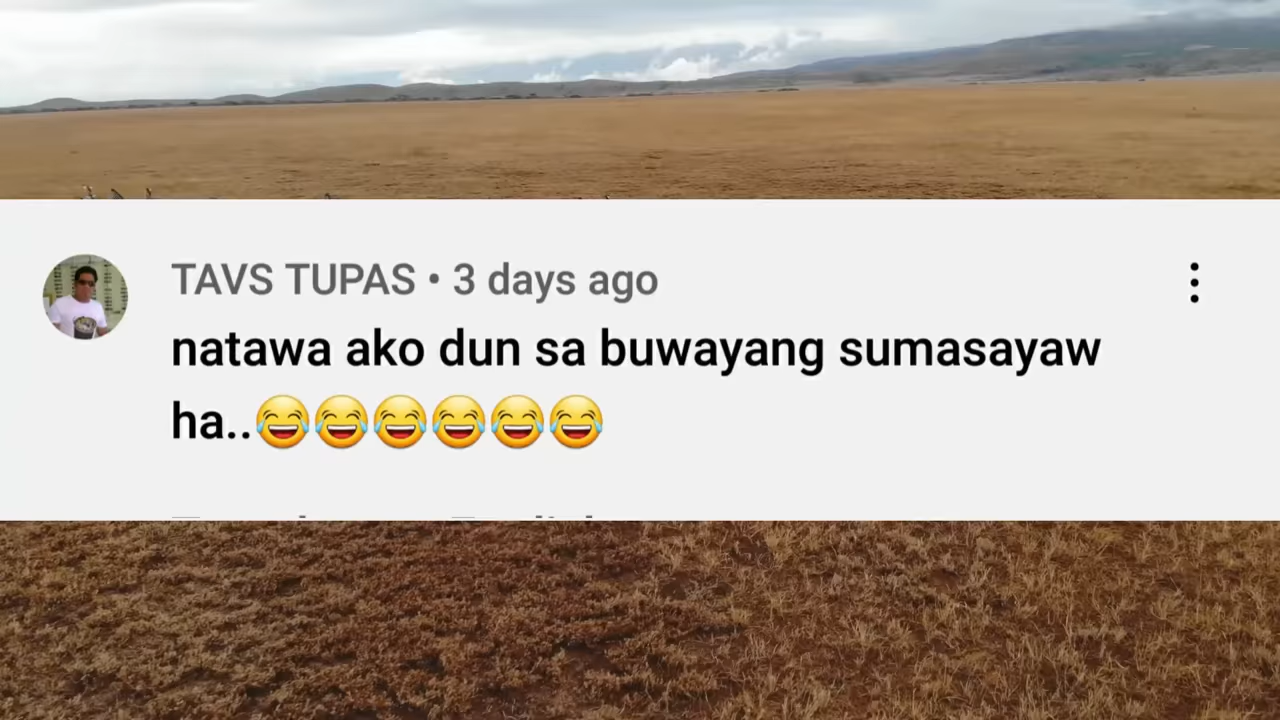 TAVS TUPAS • 3 days ago
natawa ako dun sa buwayang sumasayaw
ha..😂😂😂😂😂😂